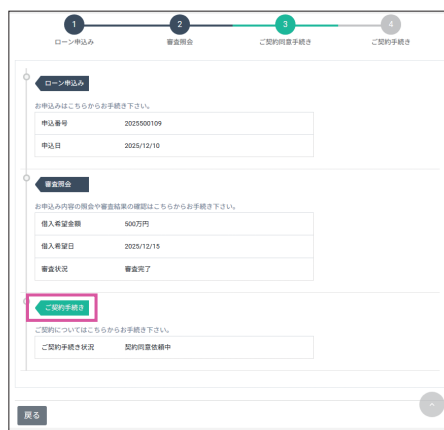 1 2 3 4
ローン申込み 審査照会 ご契約同意手続き ご契約手続き
ローン申込み
お申込みはこちらからお手続き下さい。
申込番号 2025500109
申込日 2025/12/10
審査照会
お申込み内容の照会や審査結果の確認はこちらからお手続き下さい。
借入希望金額 500万円
借入希望日 2025/12/15
審査状況 審査完了
ご契約手続き
ご契約についてはこちらからお手続き下さい。
ご契約手続き状況 契約同意依頼中
戻る